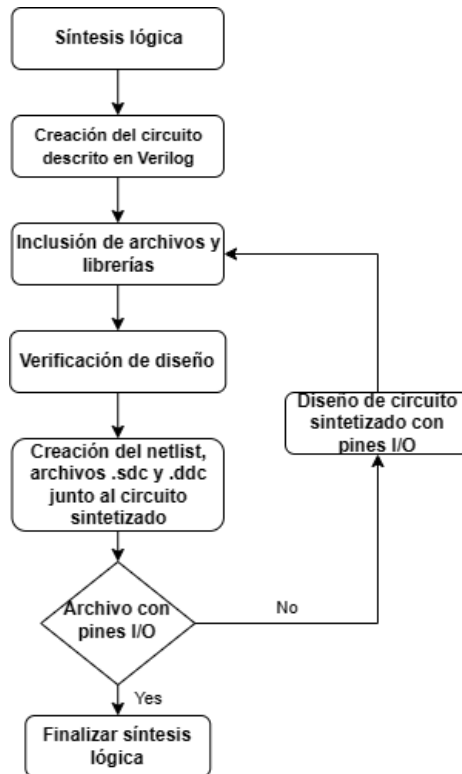 Síntesis lógica
Creación del circuito
descrito en Verilog
Inclusión de archivos y
librerías
Verificación de diseño
Diseño de circuito
sintetizado con
pines I/O
Creación del netlist,
archivos .sdc y .ddc
junto al circuito
sintetizado
Archivo con
pines I/O
No
Yes
Finalizar síntesis
lógica